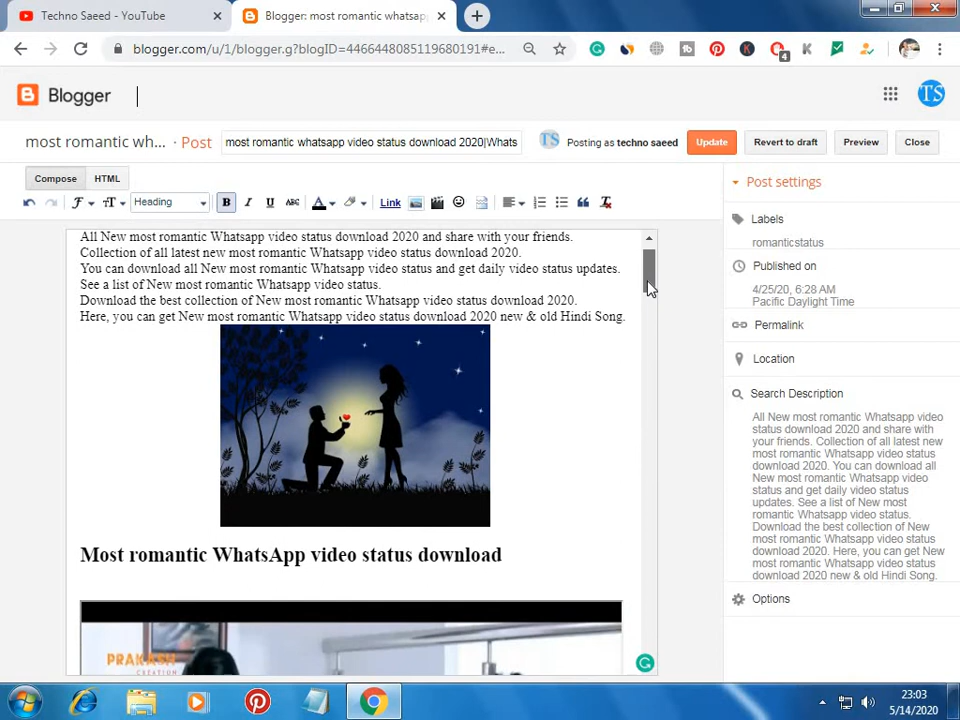 Techno Saeed - YouTube
Blogger: most romantic whatsapp
blogger.com/u/1/blogger.g?blogID=4466448085119680191#e...
4
Blogger
TS
most romantic wh... · Post
most romantic whatsapp video status download 2020|Whats
TS
Posting as techno saeed
Update
Revert to draft
Preview
Close
Compose
HTML
Heading
B
I
U
ABC
A
Link
All New most romantic Whatsapp video status download 2020 and share with your friends.
Collection of all latest new most romantic Whatsapp video status download 2020.
You can download all New most romantic Whatsapp video status and get daily video status updates.
See a list of New most romantic Whatsapp video status.
Download the best collection of New most romantic Whatsapp video status download 2020.
Here, you can get New most romantic Whatsapp video status download 2020 new & old Hindi Song.
Most romantic WhatsApp video status download
PRAKASH
CREATION
Post settings
Labels
romanticstatus
Published on
4/25/20, 6:28 AM
Pacific Daylight Time
Permalink
Location
Search Description
All New most romantic Whatsapp video
status download 2020 and share with
your friends. Collection of all latest new
most romantic Whatsapp video status
download 2020. You can download all
New most romantic Whatsapp video
status and get daily video status
updates. See a list of New most
romantic Whatsapp video status.
Download the best collection of New
most romantic Whatsapp video status
download 2020. Here, you can get New
most romantic Whatsapp video status
download 2020 new & old Hindi Song.
Options
23:03
5/14/2020